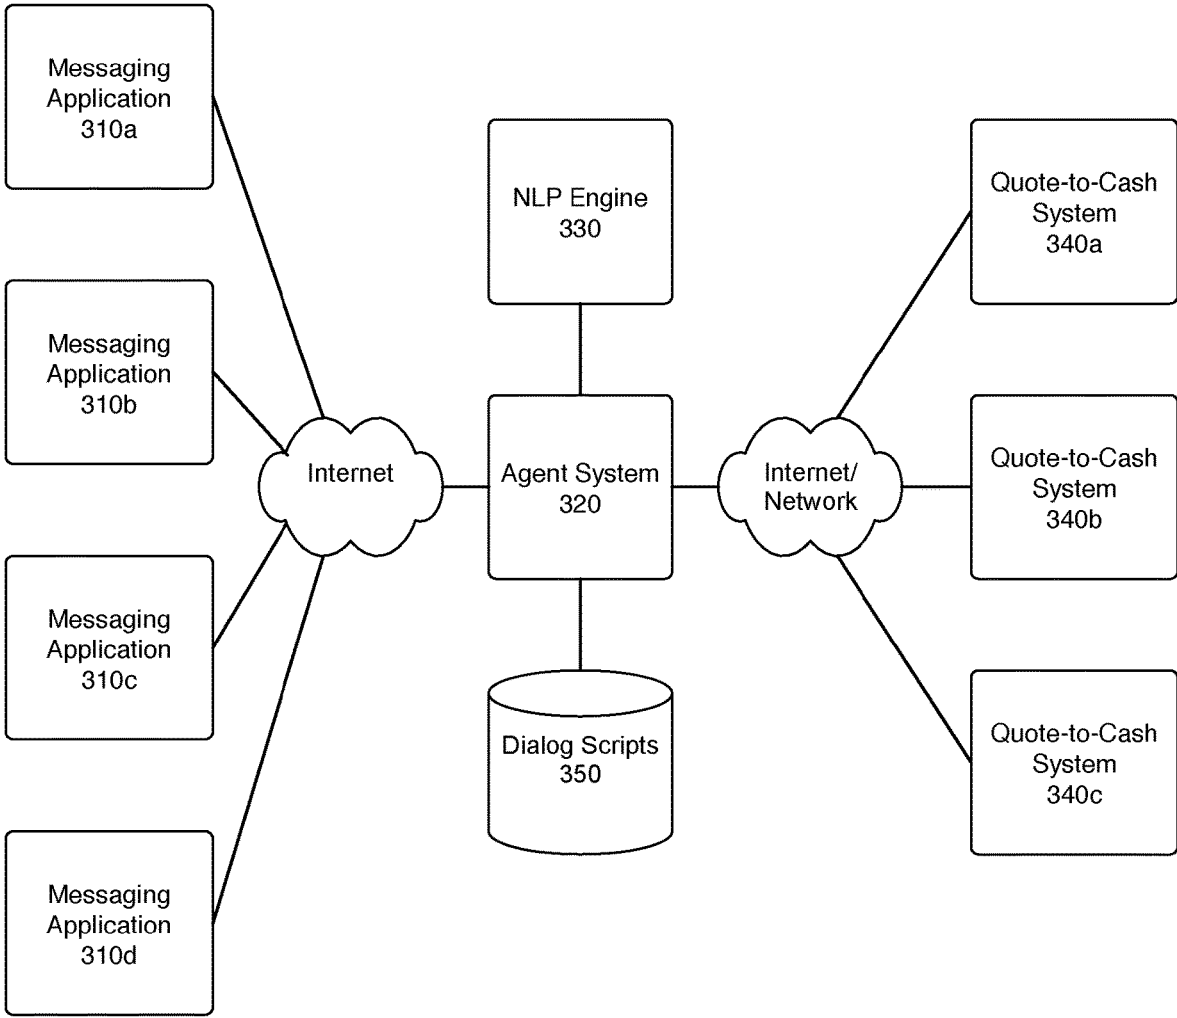 Messaging
Application
310a
Messaging
Application
310b
Messaging
Application
310c
Messaging
Application
310d
Internet
NLP Engine
330
Agent System
320
Dialog Scripts
350
Internet/
Network
Quote-to-Cash
System
340a
Quote-to-Cash
System
340b
Quote-to-Cash
System
340c